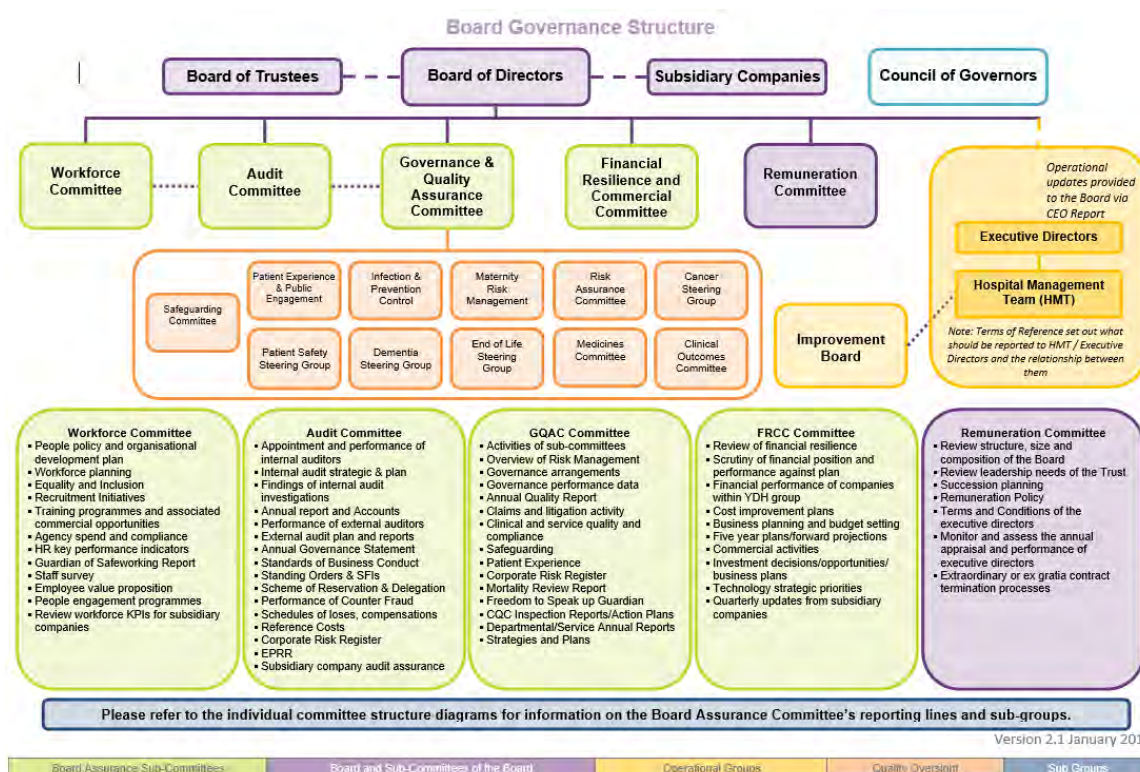 Board Governance Structure
Board of Trustees
Board of Directors
Subsidiary Companies
Council of Governors
Workforce
Committee
Audit
Committee
Governance &
Quality
Assurance
Committee
Financial
Resilience and
Commercial
Committee
Remuneration
Committee
Operational
updates provided
to the Board via
CEO Report
Executive Directors
Hospital Management
Team (HMT)
Note: Terms of Reference set out what
should be reported to HMT / Executive
Directors and the relationship between
them
Improvement
Board
Safeguarding
Committee
Patient Experience
& Public
Engagement
Infection &
Prevention
Control
Maternity
Risk
Management
Risk
Assurance
Committee
Cancer
Steering
Group
Patient Safety
Steering Group
Dementia
Steering Group
End of Life
Steering
Group
Medicines
Committee
Clinical
Outcomes
Committee
Workforce Committee
▪ People policy and organisational
development plan
▪ Workforce planning
▪ Equality and Inclusion
▪ Recruitment Initiatives
▪ Training programmes and associated
commercial opportunities
▪ Agency spend and compliance
▪ HR key performance indicators
▪ Guardian of Safeworking Report
▪ Staff survey
▪ Employee value proposition
▪ People engagement programmes
▪ Review workforce KPIs for subsidiary
companies
Audit Committee
▪ Appointment and performance of
internal auditors
▪ Internal audit strategic & plan
▪ Findings of internal audit
investigations
▪ Annual report and Accounts
▪ Performance of external auditors
▪ External audit plan and reports
▪ Annual Governance Statement
▪ Standards of Business Conduct
▪ Standing Orders & SFIs
▪ Scheme of Reservation & Delegation
▪ Performance of Counter Fraud
▪ Schedules of loses, compensations
▪ Reference Costs
▪ Corporate Risk Register
▪ EPRR
▪ Subsidiary company audit assurance
GQAC Committee
▪ Activities of sub-committees
▪ Overview of Risk Management
▪ Governance arrangements
▪ Governance performance data
▪ Annual Quality Report
▪ Claims and litigation activity
▪ Clinical and service quality and
compliance
▪ Safeguarding
▪ Patient Experience
▪ Corporate Risk Register
▪ Mortality Review Report
▪ Freedom to Speak up Guardian
▪ CQC Inspection Reports/Action Plans
▪ Departmental/Service Annual Reports
▪ Strategies and Plans
FRCC Committee
▪ Review of financial resilience
▪ Scrutiny of financial position and
performance against plan
▪ Financial performance of companies
within YDH group
▪ Cost improvement plans
▪ Business planning and budget setting
▪ Five year plans/forward projections
▪ Commercial activities
▪ Investment decisions/opportunities/
business plans
▪ Technology strategic priorities
▪ Quarterly updates from subsidiary
companies
Remuneration Committee
▪ Review structure, size and
composition of the Board
▪ Review leadership needs of the Trust
▪ Succession planning
▪ Remuneration Policy
▪ Terms and Conditions of the
executive directors
▪ Monitor and assess the annual
appraisal and performance of
executive directors
▪ Extraordinary or ex gratia contract
termination processes
Please refer to the individual committee structure diagrams for information on the Board Assurance Committee's reporting lines and sub-groups.
Version 2.1 January 201
Board Assurance Sub-Committees
Board and Sub-Committees of the Board
Operational Groups
Quality Oversight
Sub Groups